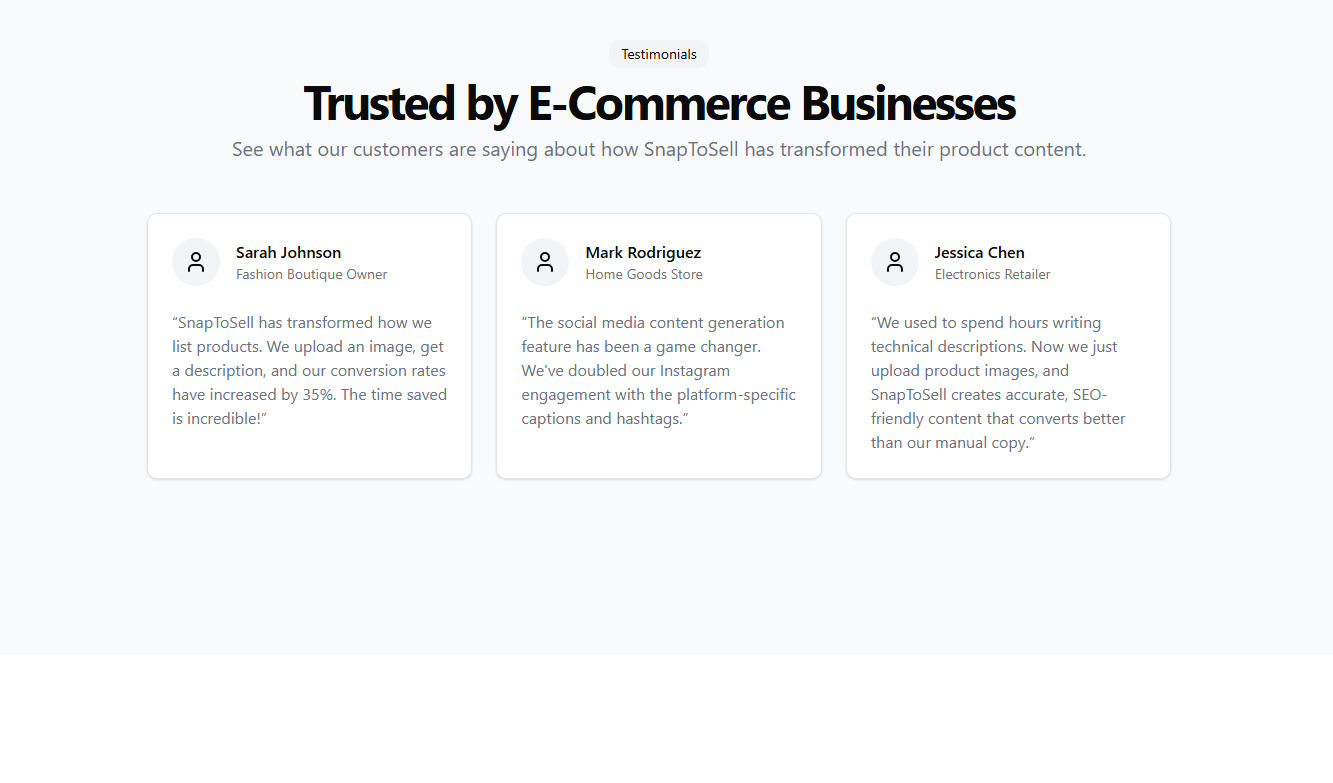 Testimonials
Trusted by E-Commerce Businesses
See what our customers are saying about how SnapToSell has transformed their product content.
Sarah Johnson
Fashion Boutique Owner
“SnapToSell has transformed how we
list products. We upload an image, get
a description, and our conversion rates
have increased by 35%. The time saved
is incredible!”
Mark Rodriguez
Home Goods Store
“The social media content generation
feature has been a game changer.
We've doubled our Instagram
engagement with the platform-specific
captions and hashtags.”
Jessica Chen
Electronics Retailer
“We used to spend hours writing
technical descriptions. Now we just
upload product images, and
SnapToSell creates accurate, SEO-
friendly content that converts better
than our manual copy.”